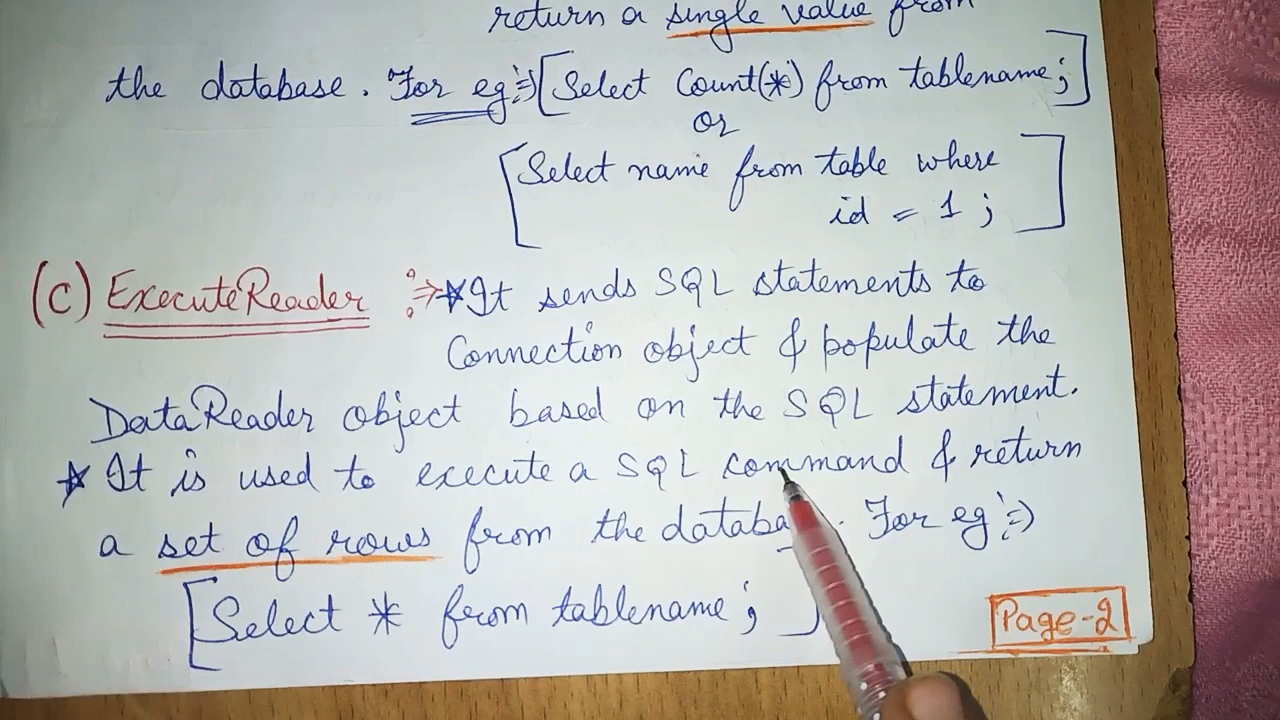 return a single value from
the database. For eg:⇒[Select Count(*) from tablename;]
or
[Select name from table where
id = 1 ;]
(C) ExecuteReader :⇒ * It sends SQL statements to
Connection object & populate the
DataReader object based on the SQL statement.
* It is used to execute a SQL command & return
a set of rows from the databa . For eg:⇒
[Select * from tablename; ]
Page-2